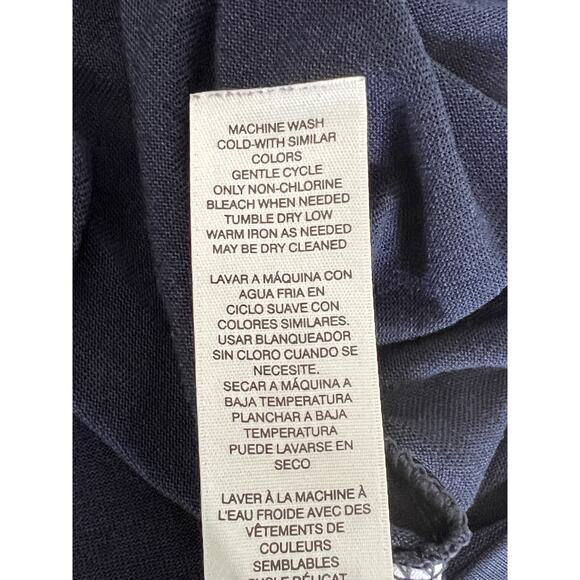 MACHINE WASH
COLD-WITH SIMILAR
COLORS
GENTLE CYCLE
ONLY NON-CHLORINE
BLEACH WHEN NEEDED
TUMBLE DRY LOW
WARM IRON AS NEEDED
MAY BE DRY CLEANED
LAVAR A MÁQUINA CON
AGUA FRIA EN
CICLO SUAVE CON
COLORES SIMILARES.
USAR BLANQUEADOR
SIN CLORO CUANDO SE
NECESITE.
SECAR A MÁQUINA A
BAJA TEMPERATURA
PLANCHAR A BAJA
TEMPERATURA
PUEDE LAVARSE EN
SECO
LAVER À LA MACHINE À
L'EAU FROIDE AVEC DES
VÊTEMENTS DE
COULEURS
SEMBLABLES
CYCLE DÉLICAT